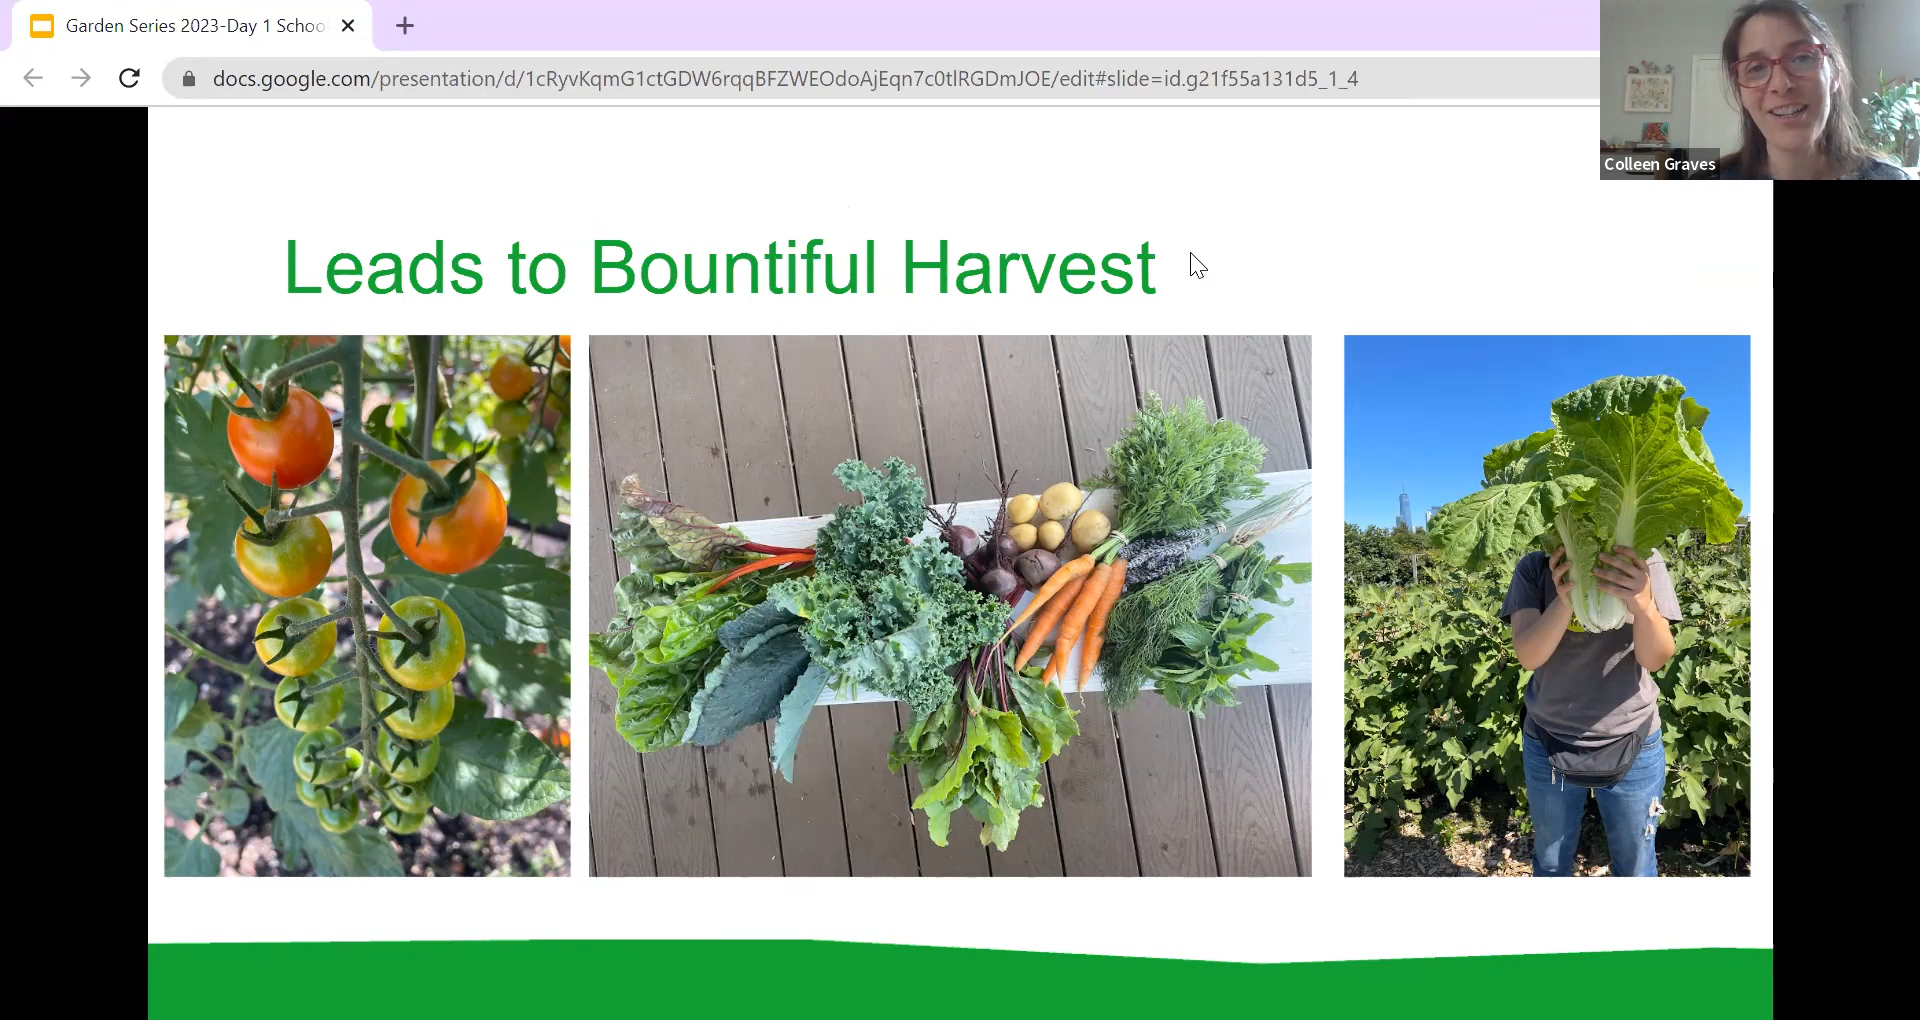 Garden Series 2023-Day 1 Schoo
docs.google.com/presentation/d/1cRyvKqmG1ctGDW6rqqBFZWEOdoAjEqn7c0tlRGDmJOE/edit#slide=id.g21f55a131d5_1_4
Colleen Graves
Leads to Bountiful Harvest